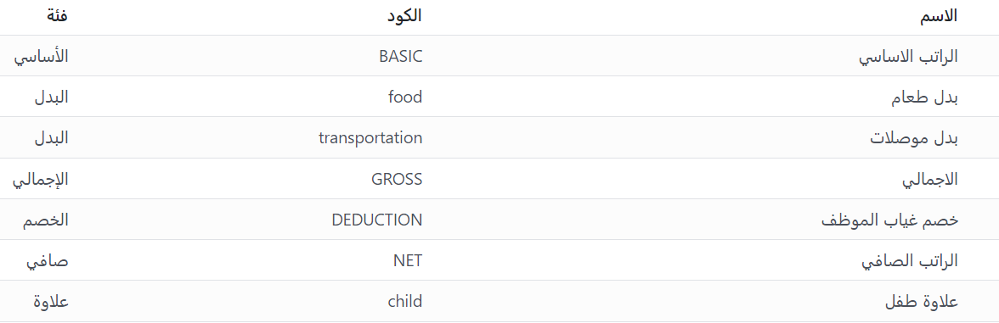 الاسم الكود فئة
الراتب الاساسي BASIC الأساسي
بدل طعام food البدل
بدل موصلات transportation البدل
الاجمالي GROSS الإجمالي
خصم غياب الموظف DEDUCTION الخصم
الراتب الصافي NET صافي
علاوة طفل child علاوة